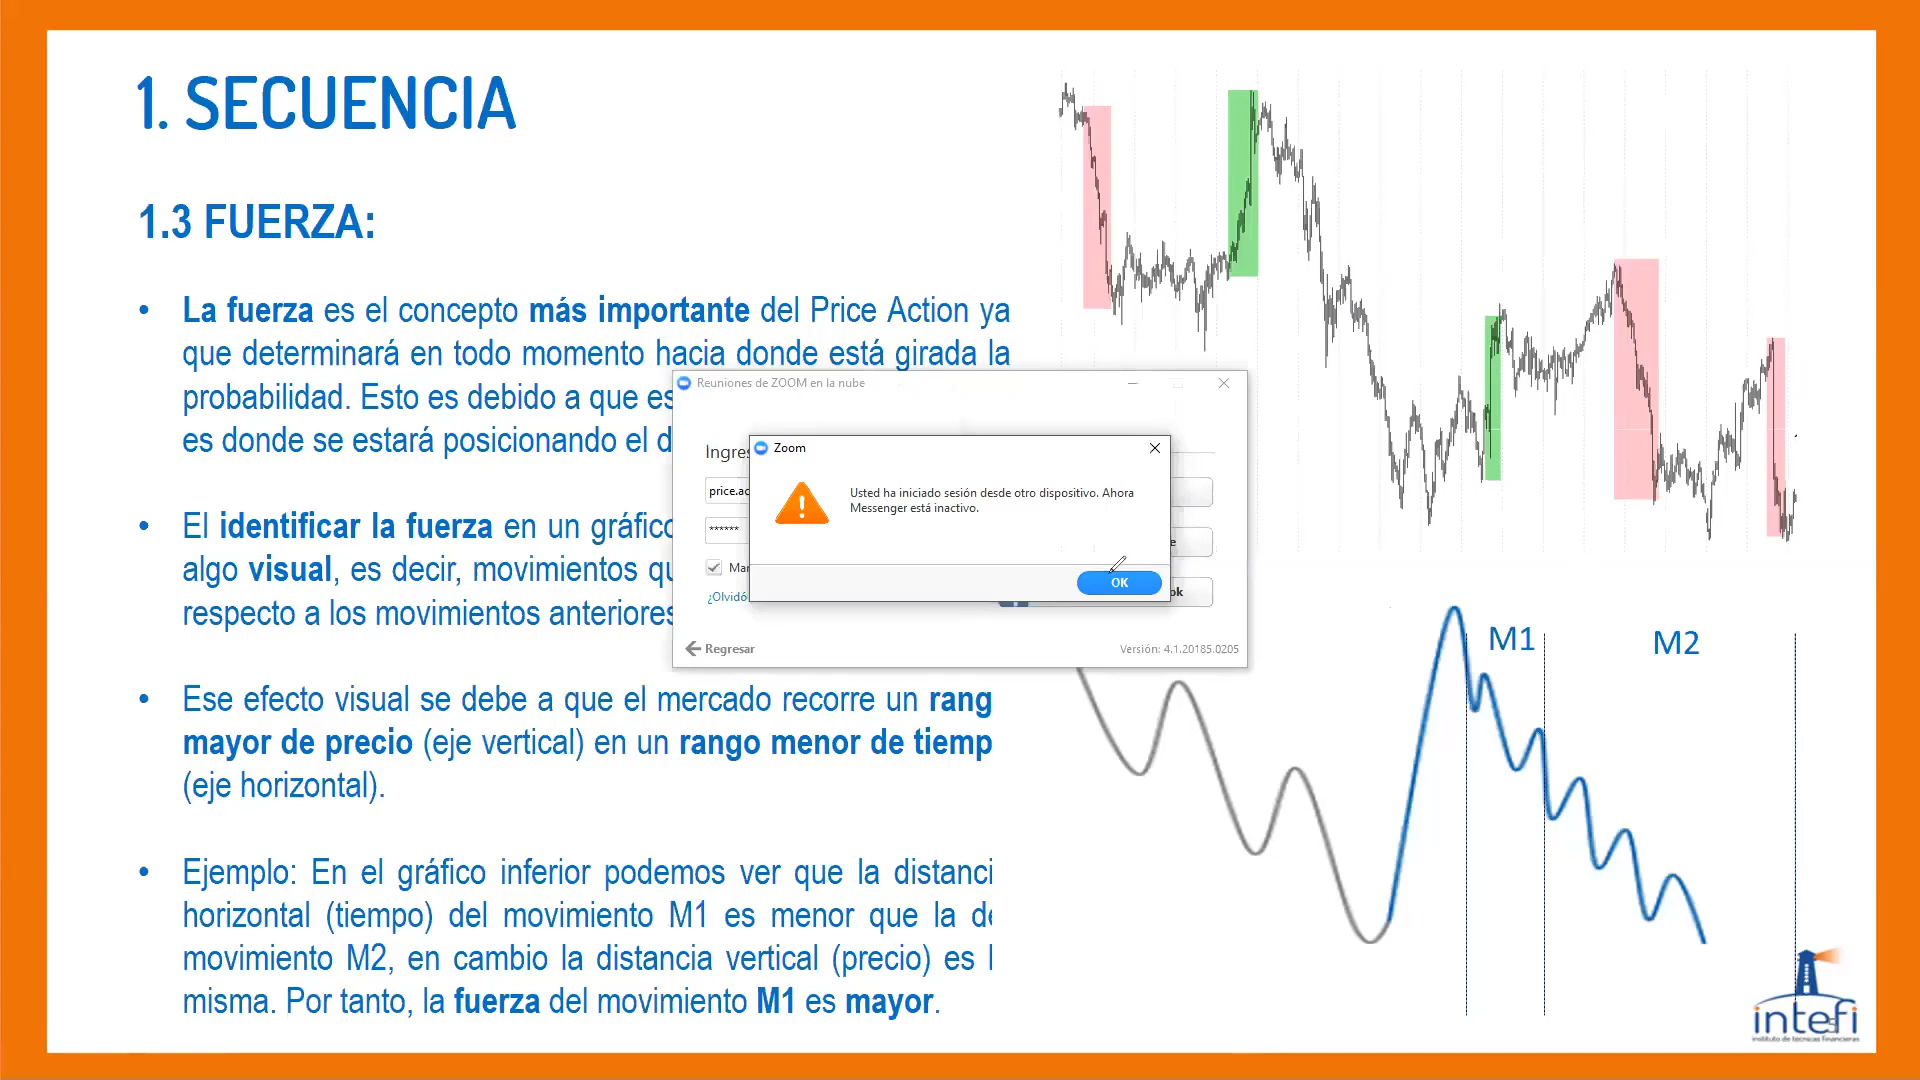 1. SECUENCIA
1.3 FUERZA:
• La fuerza es el concepto más importante del Price Action ya
que determinará en todo momento hacia donde está girada la
probabilidad. Esto es debido a que es
es donde se estará posicionando el d
• El identificar la fuerza en un gráfico
algo visual, es decir, movimientos qu
respecto a los movimientos anteriores
• Ese efecto visual se debe a que el mercado recorre un rang
mayor de precio (eje vertical) en un rango menor de tiemp
(eje horizontal).
• Ejemplo: En el gráfico inferior podemos ver que la distanci
horizontal (tiempo) del movimiento M1 es menor que la de
movimiento M2, en cambio la distancia vertical (precio) es l
misma. Por tanto, la fuerza del movimiento M1 es mayor.
Reuniones de ZOOM en la nube
Ingres
price.ac
******
Mar
¿Olvidó
e
ok
Regresar
Versión: 4.1.20185.0205
Zoom
Usted ha iniciado sesión desde otro dispositivo. Ahora
Messenger está inactivo.
OK
M1
M2
intefi
instituto de técnicas financieras